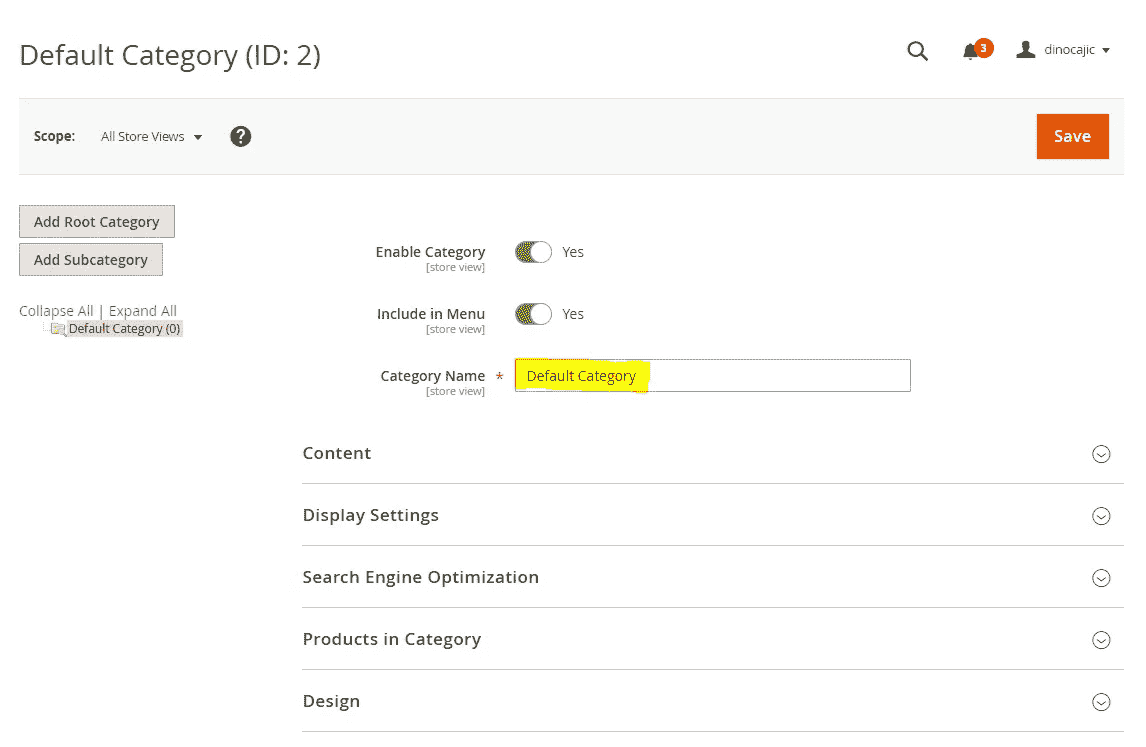 Default Category (ID: 2)
3
dinocajic
Scope: All Store Views ?
Save
Add Root Category
Add Subcategory
Collapse All | Expand All
Default Category (0)
Enable Category Yes
[store view]
Include in Menu Yes
[store view]
Category Name * Default Category
[store view]
Content
Display Settings
Search Engine Optimization
Products in Category
Design